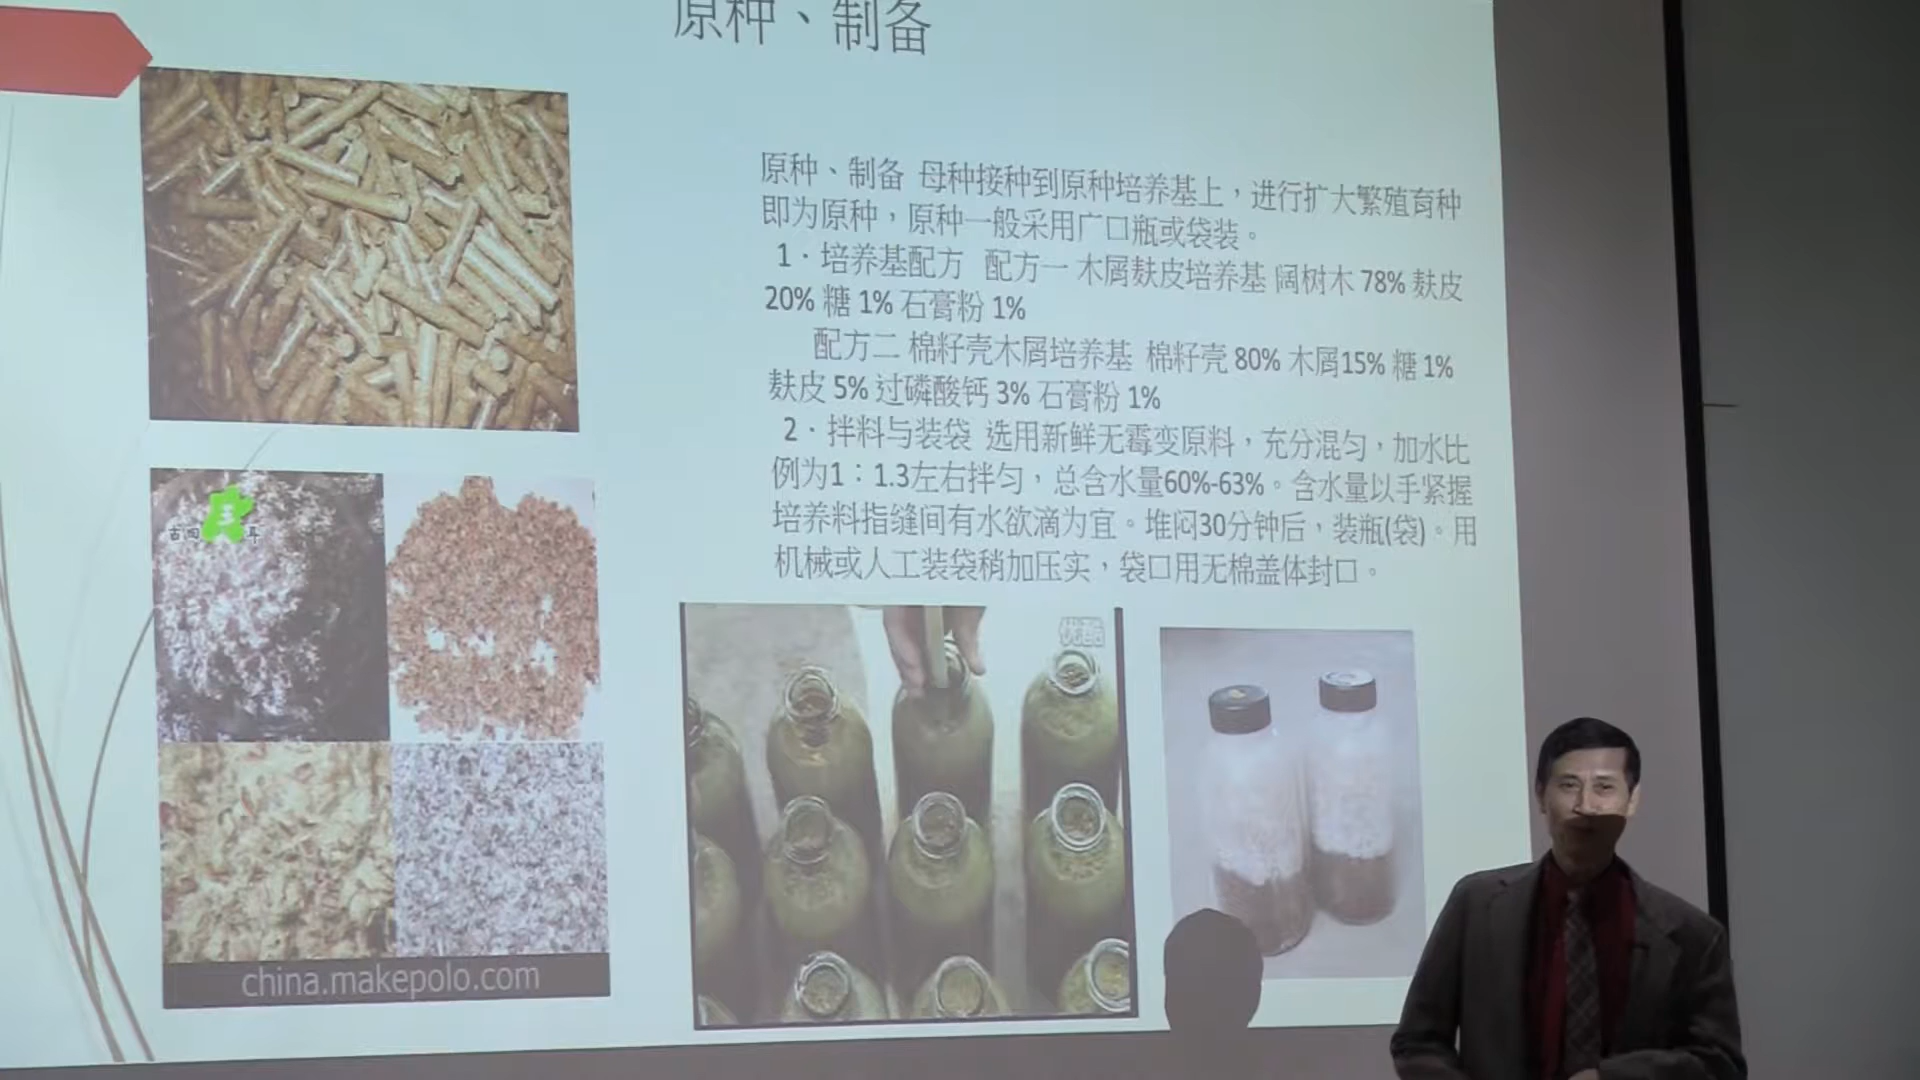 原种、制备
原种、制备 母种接种到原种培养基上，进行扩大繁殖育种
即为原种，原种一般采用广口瓶或袋装。
1．培养基配方 配方一 木屑麸皮培养基 阔树木 78% 麸皮
20% 糖 1% 石膏粉 1%
配方二 棉籽壳木屑培养基 棉籽壳 80% 木屑15% 糖 1%
麸皮 5% 过磷酸钙 3% 石膏粉 1%
2．拌料与装袋 选用新鲜无霉变原料，充分混匀，加水比
例为1：1.3左右拌匀，总含水量60%-63%。含水量以手紧握
培养料指缝间有水欲滴为宜。堆闷30分钟后，装瓶(袋)。用
机械或人工装袋稍加压实，袋口用无棉盖体封口。
优酷
china.makepolo.com